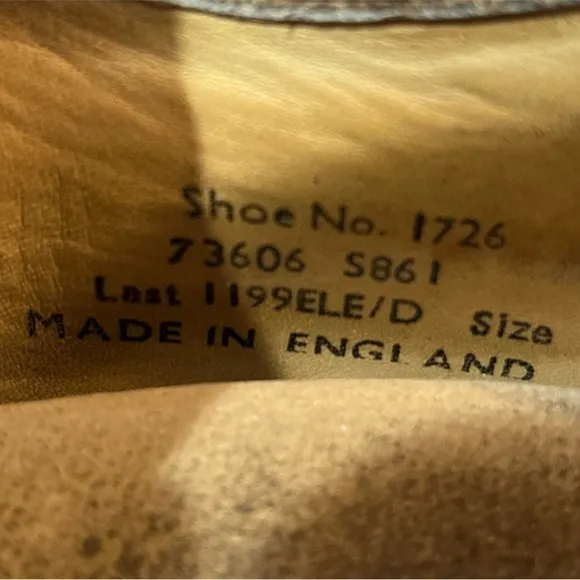 Shoe No. 1726
73606 S861
Last 1199ELE/D Size
MADE IN ENGLAND